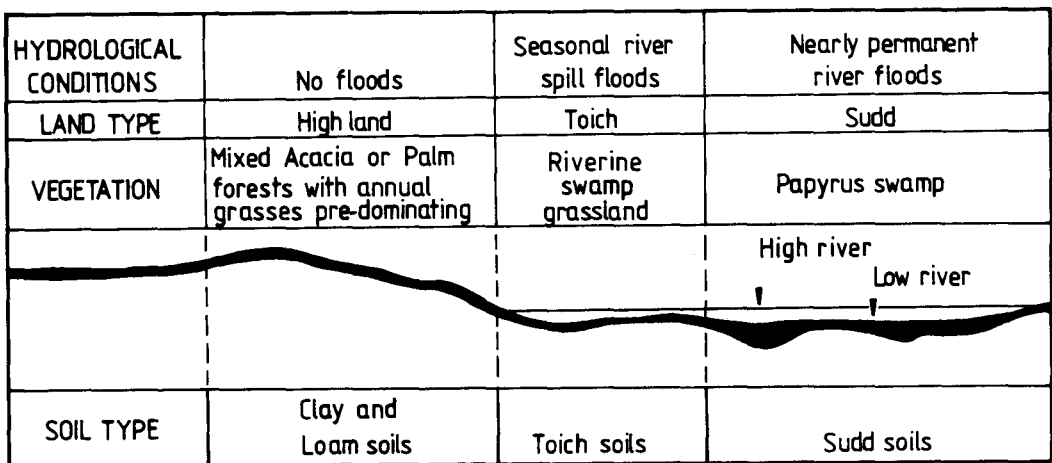 HYDROLOGICAL
CONDITIONS
No floods
Seasonal river
spill floods
Nearly permanent
river floods
LAND TYPE
High land
Toich
Sudd
VEGETATION
Mixed Acacia or Palm
forests with annual
grasses pre-dominating
Riverine
swamp
grassland
Papyrus swamp
High river
Low river
SOIL TYPE
Clay and
Loam soils
Toich soils
Sudd soils